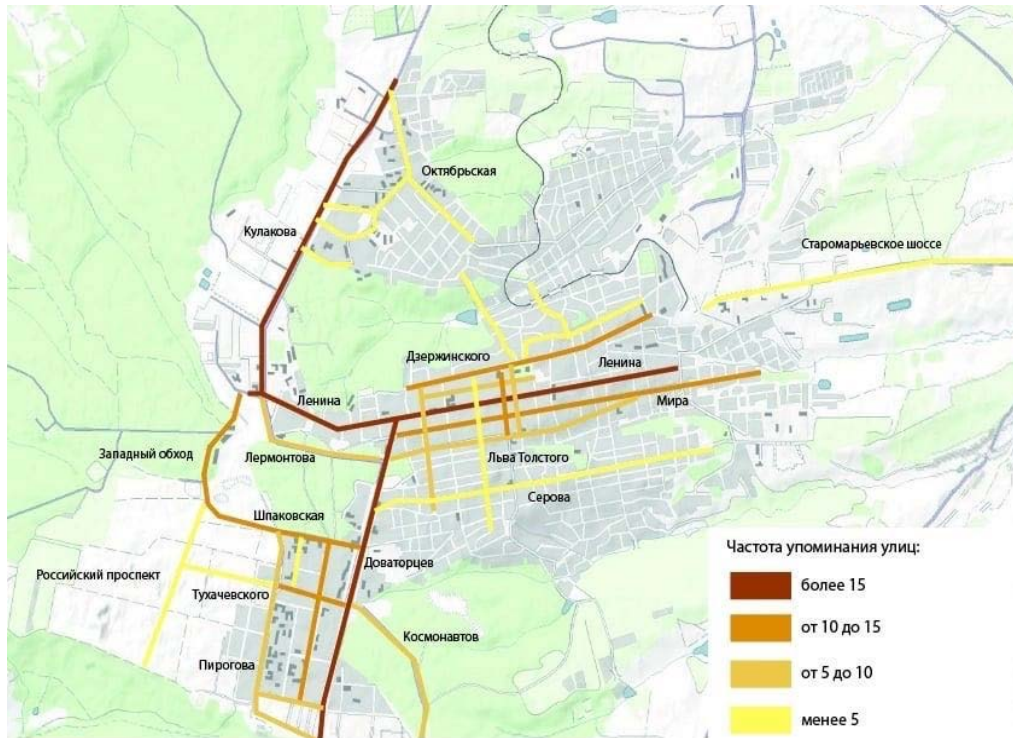 Октябрьская
Кулакова
Старомарьевское шоссе
Дзержинского
Ленина
Ленина
Мира
Западный обход
Лермонтова
Льва Толстого
Серова
Шпаковская
Доваторцев
Российский проспект
Тухачевского
Космонавтов
Пирогова
Частота упоминания улиц:
более 15
от 10 до 15
от 5 до 10
менее 5